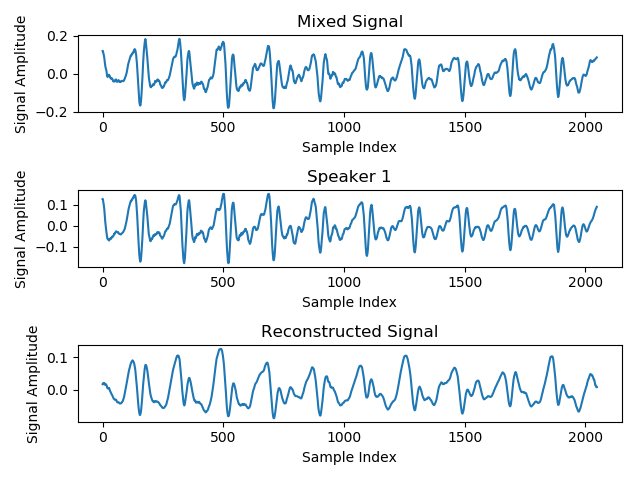 Mixed Signal
Signal Amplitude
0.2
0.0
−0.2
0 500 1000 1500 2000
Sample Index
Speaker 1
Signal Amplitude
0.1
0.0
−0.1
0 500 1000 1500 2000
Sample Index
Reconstructed Signal
Signal Amplitude
0.1
0.0
0 500 1000 1500 2000
Sample Index